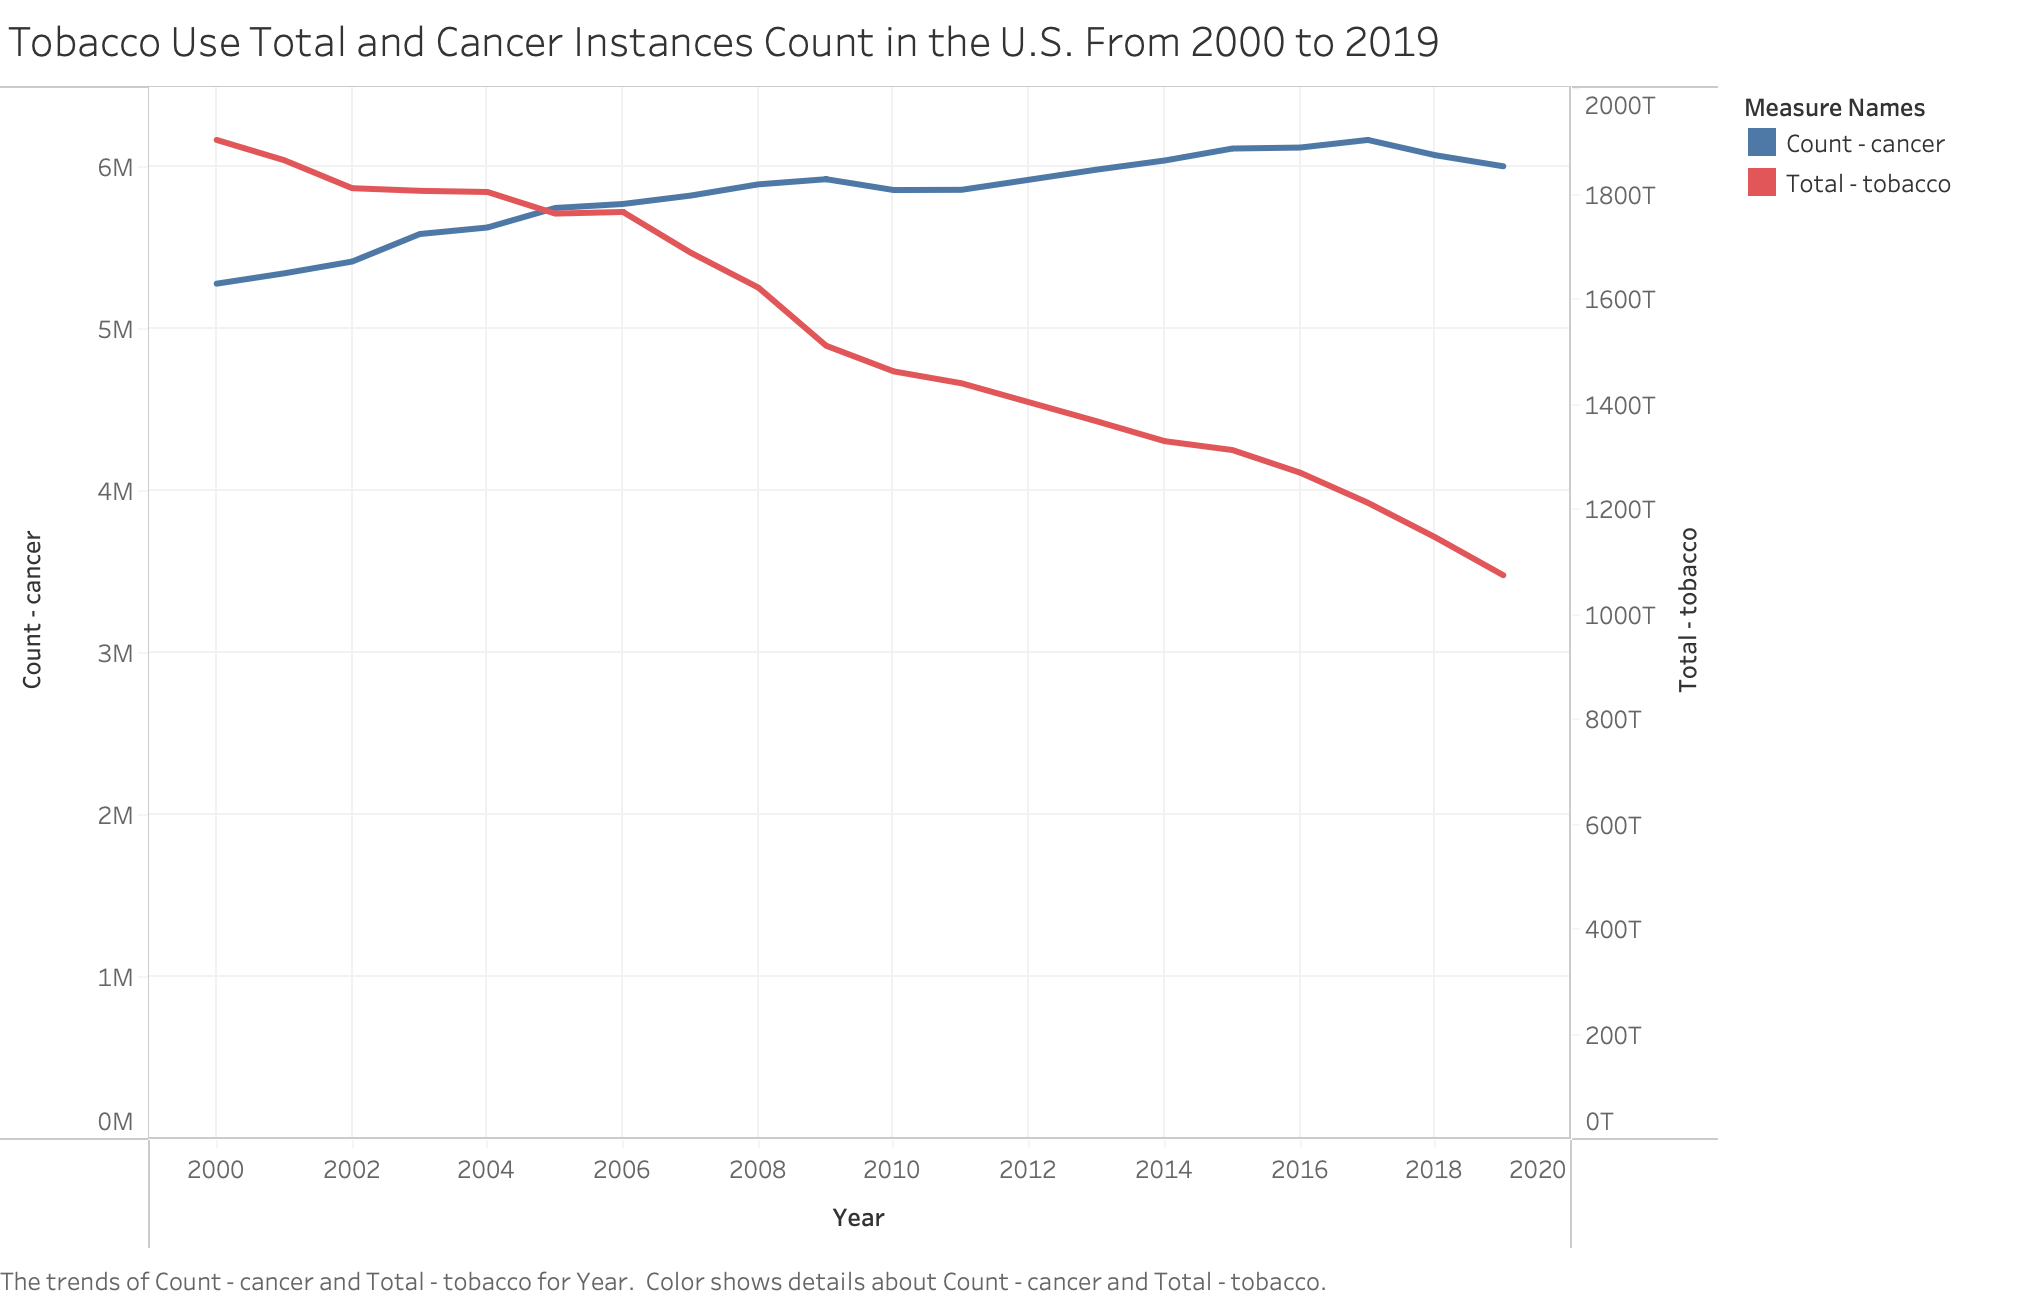 Tobacco Use Total and Cancer Instances Count in the U.S. From 2000 to 2019
Measure Names
Count - cancer
Total - tobacco
6M
5M
4M
3M
2M
1M
0M
Count - cancer
2000T
1800T
1600T
1400T
1200T
1000T
800T
600T
400T
200T
0T
Total - tobacco
2000 2002 2004 2006 2008 2010 2012 2014 2016 2018 2020
Year
The trends of Count - cancer and Total - tobacco for Year.  Color shows details about Count - cancer and Total - tobacco.